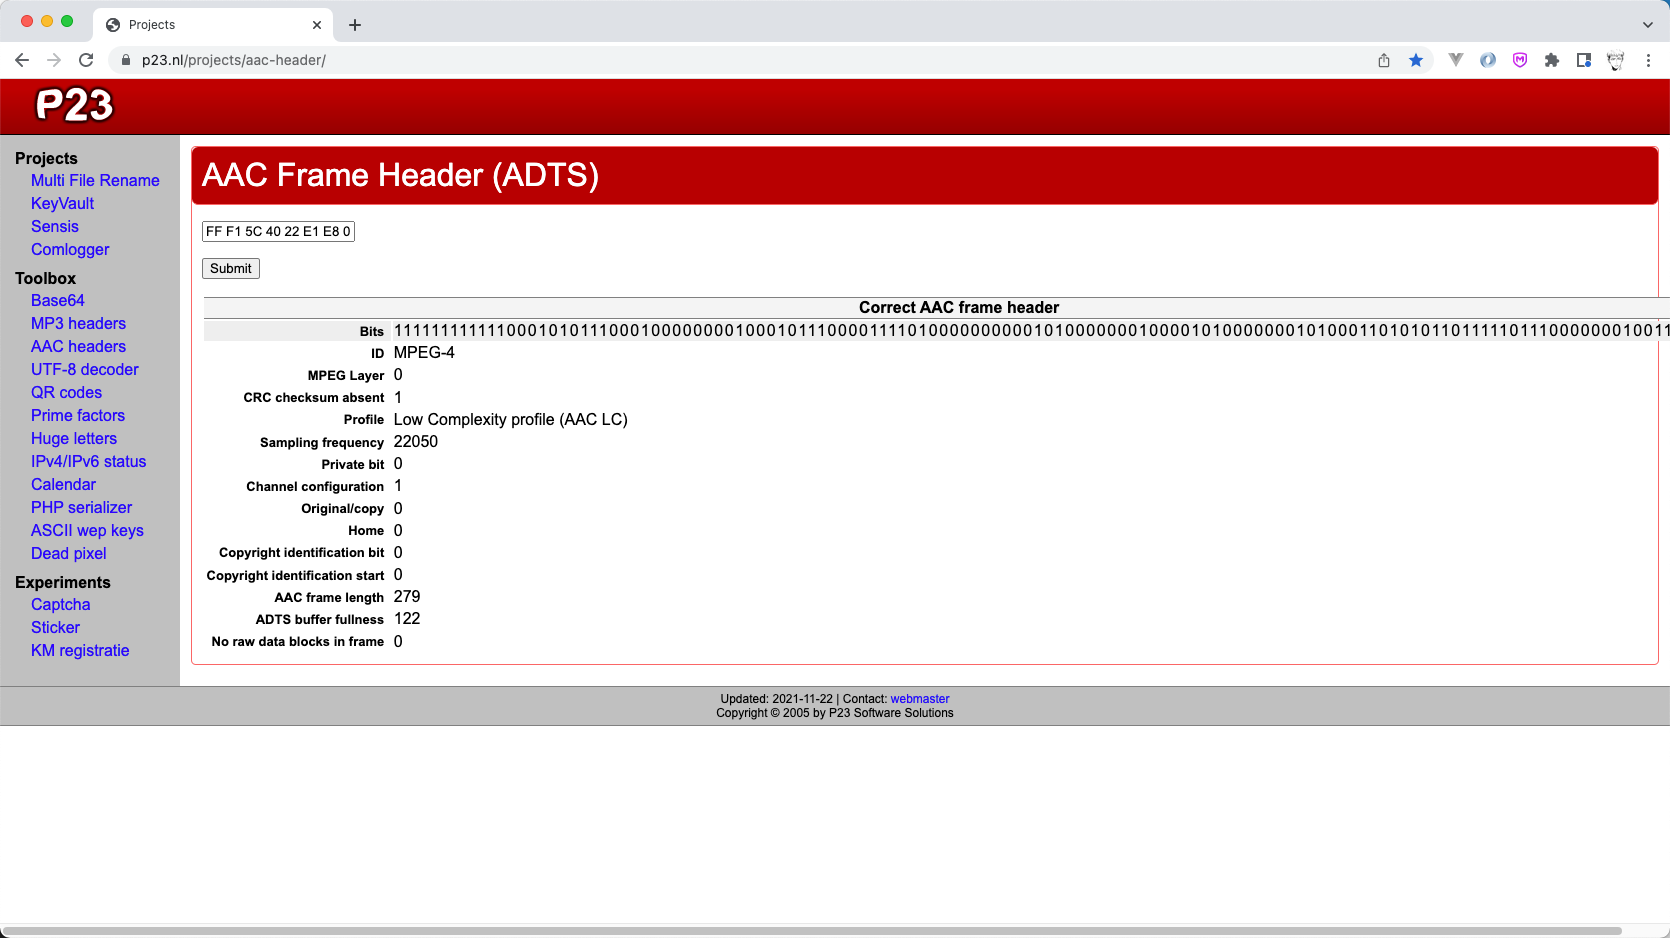 Projects
p23.nl/projects/aac-header/
P23
Projects
Multi File Rename
KeyVault
Sensis
Comlogger
Toolbox
Base64
MP3 headers
AAC headers
UTF-8 decoder
QR codes
Prime factors
Huge letters
IPv4/IPv6 status
Calendar
PHP serializer
ASCII wep keys
Dead pixel
Experiments
Captcha
Sticker
KM registratie
AAC Frame Header (ADTS)
FF F1 5C 40 22 E1 E8 0
Submit
Correct AAC frame header
Bits 111111111111000101011100010000000010001011100001111010000000000010100000001000010100000001010001101010110111110111000000010011
ID MPEG-4
MPEG Layer 0
CRC checksum absent 1
Profile Low Complexity profile (AAC LC)
Sampling frequency 22050
Private bit 0
Channel configuration 1
Original/copy 0
Home 0
Copyright identification bit 0
Copyright identification start 0
AAC frame length 279
ADTS buffer fullness 122
No raw data blocks in frame 0
Updated: 2021-11-22 | Contact: webmaster
Copyright © 2005 by P23 Software Solutions